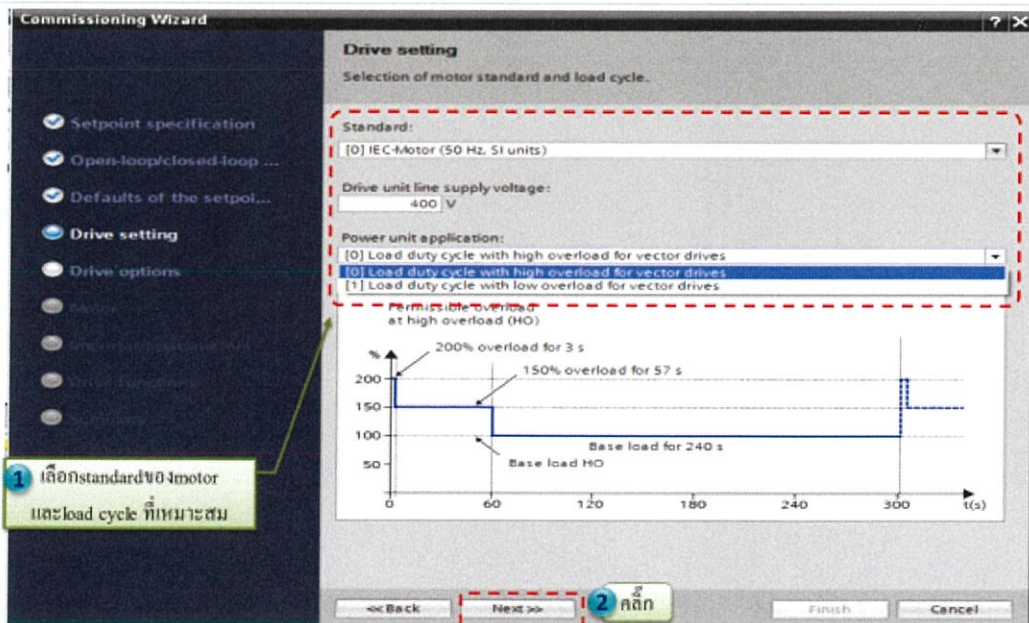 Commissioning Wizard
? X
Drive setting
Selection of motor standard and load cycle.
Setpoint specification
Open-loop/closed-loop ...
Defaults of the setpoi...
Drive setting
Drive options
Motor
Important parameters
Drive functions
Summary
Standard:
[0] IEC-Motor (50 Hz, SI units)
Drive unit line supply voltage:
400 V
Power unit application:
[0] Load duty cycle with high overload for vector drives
[0] Load duty cycle with high overload for vector drives
[1] Load duty cycle with low overload for vector drives
Permissible overload
at high overload (HO)
%
200% overload for 3 s
150% overload for 57 s
200
150
100
50
Base load for 240 s
Base load HO
0 60 120 180 240 300 t(s)
1 เลือกstandardของmotor
และload cycle ที่เหมาะสม
<< Back
Next >>
2 คลิ๊ก
Finish
Cancel